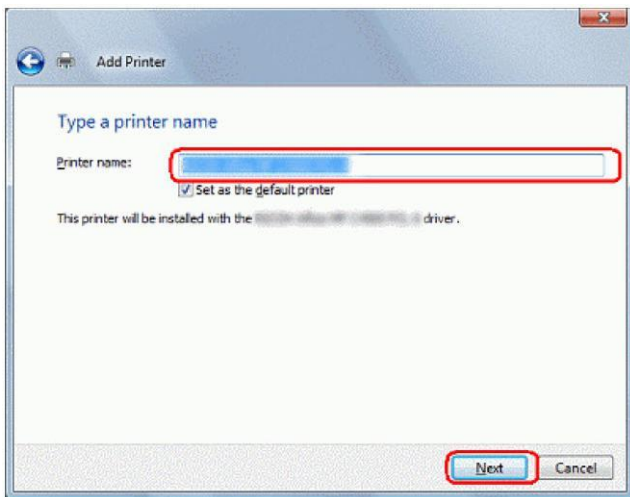 Add Printer
Type a printer name
Printer name:
Set as the default printer
This printer will be installed with the driver.
Next Cancel